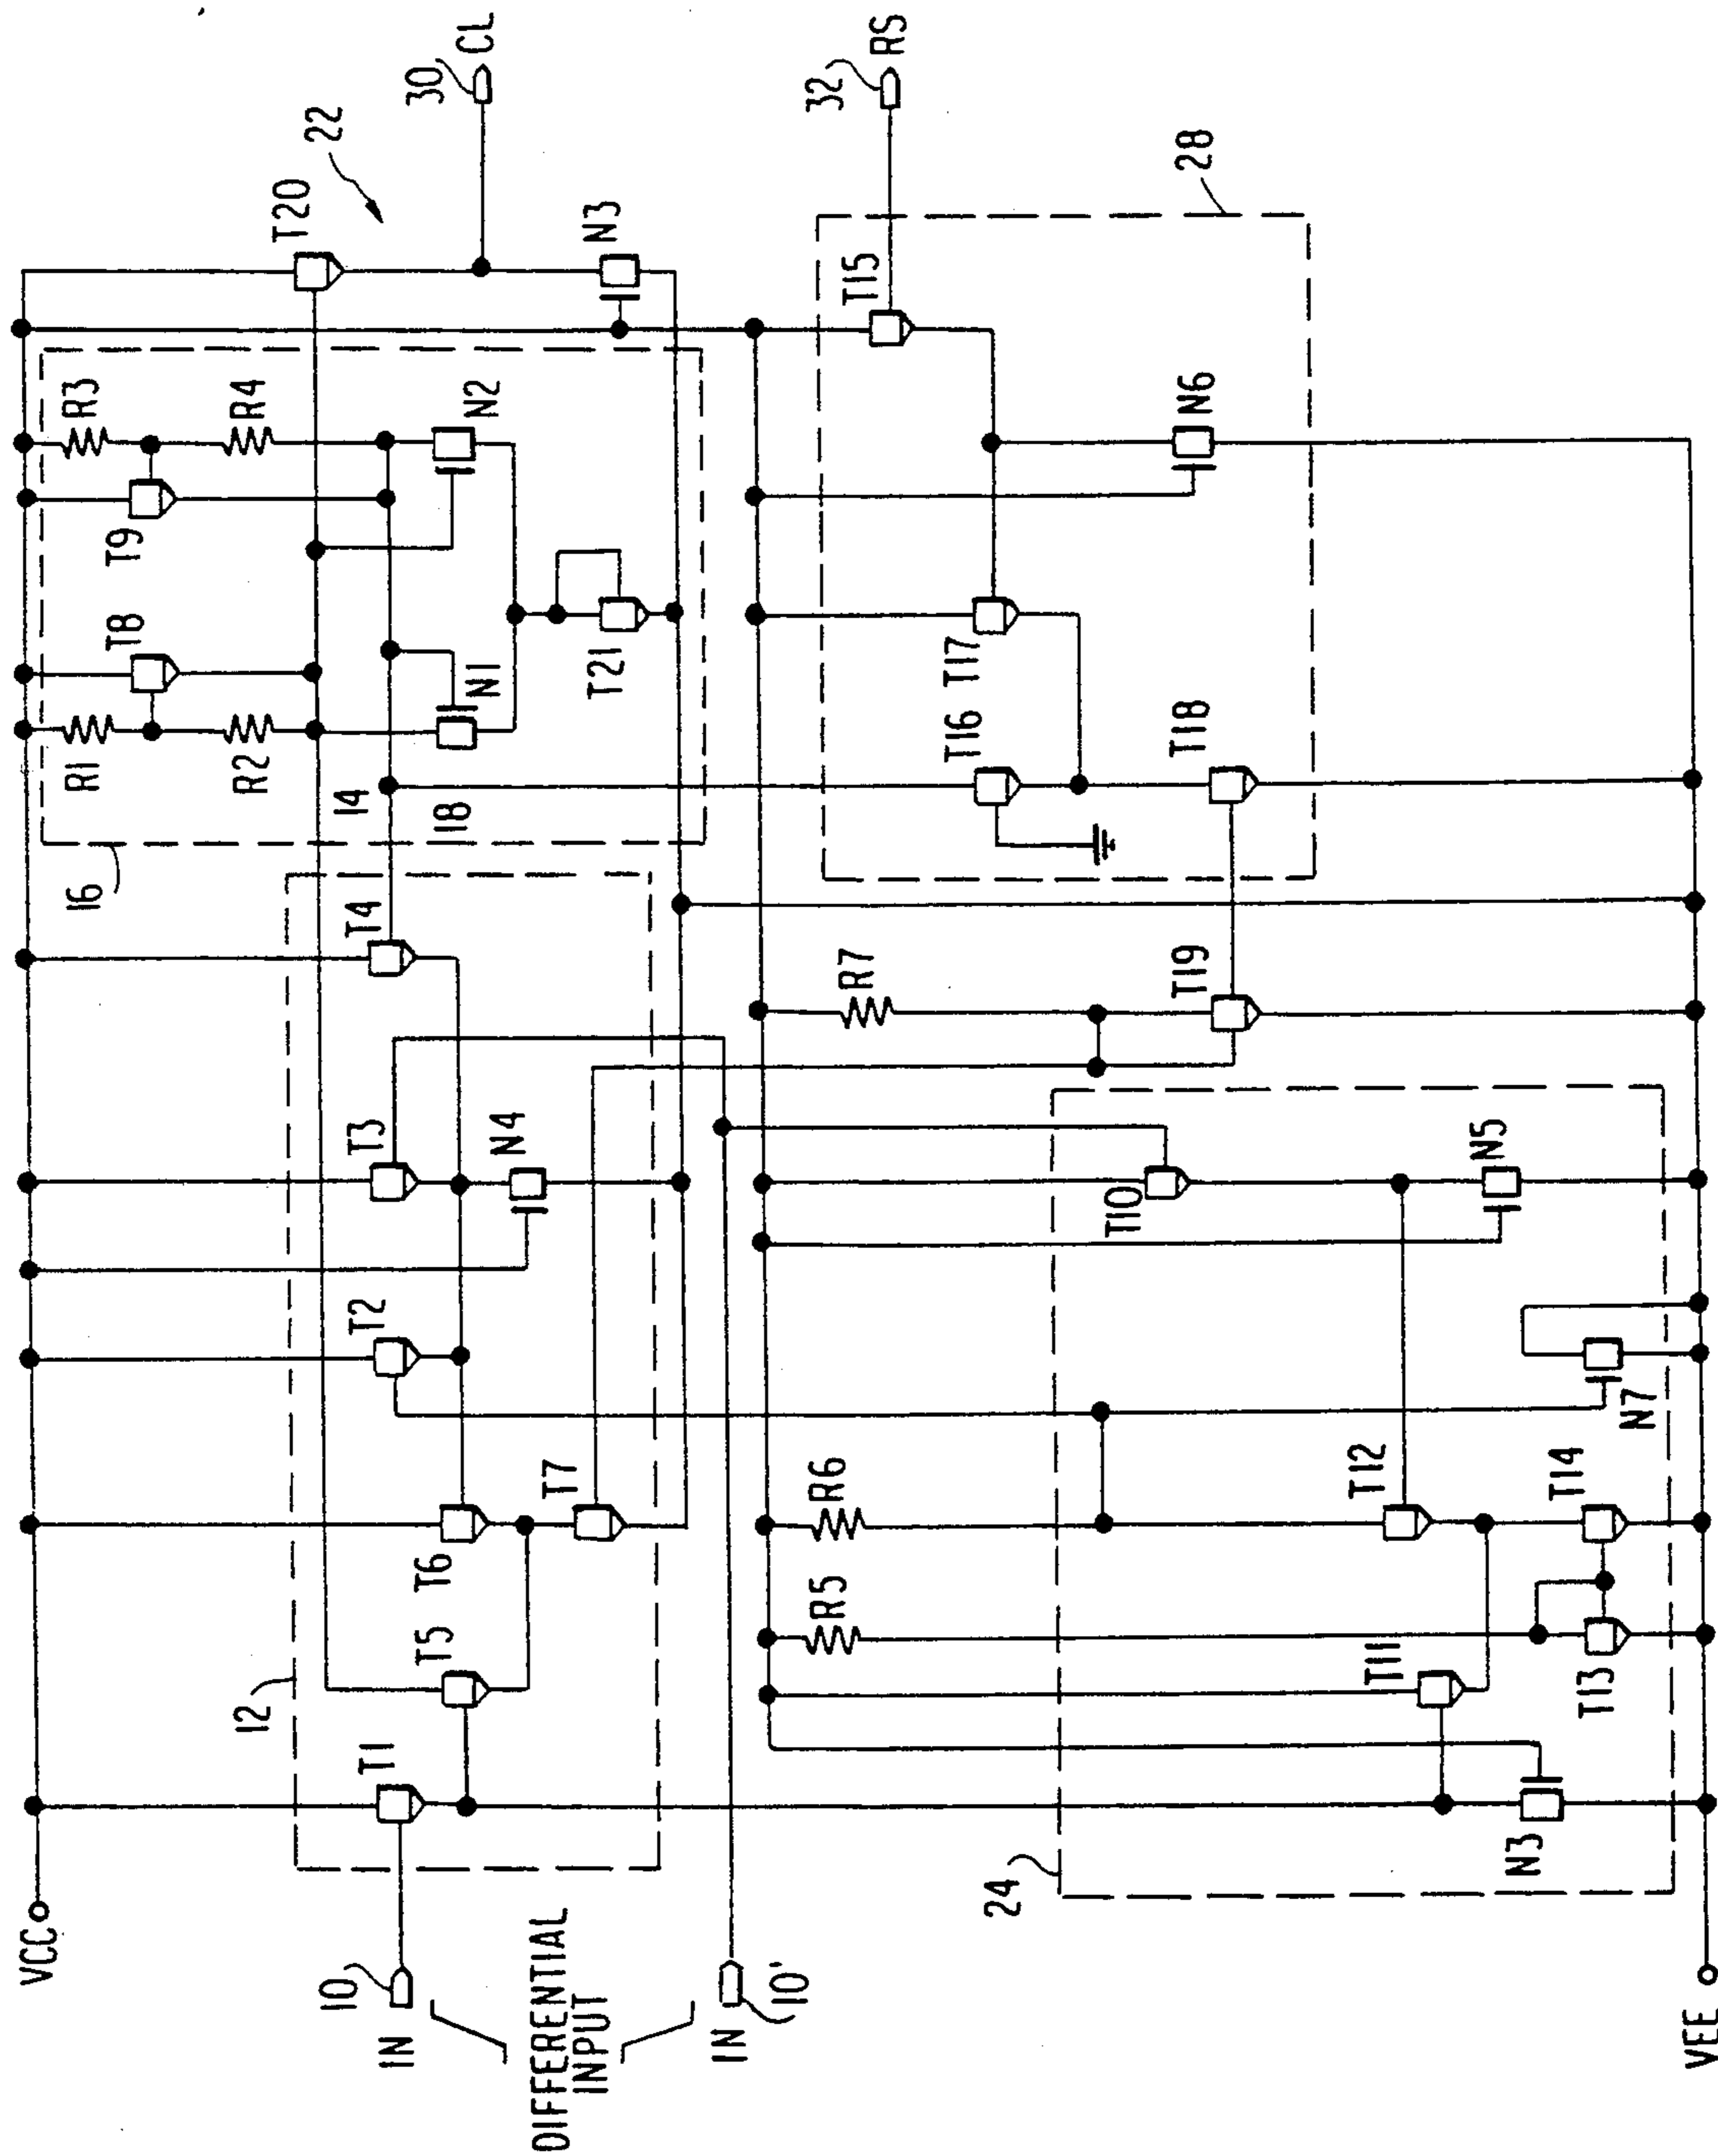 VCC
10
IN
DIFFERENTIAL
INPUT
IN
10'
VEE
12
T1
T5
T6
T7
T2
T3
N4
T4
16
14
18
R1
R2
T8
N1
T9
R3
R4
N2
T21
T20
22
N3
30
CL
24
N3
T11
R5
R6
T13
T14
T12
N7
T10
N5
R7
T19
T16
T17
T18
N6
T15
28
32
RS